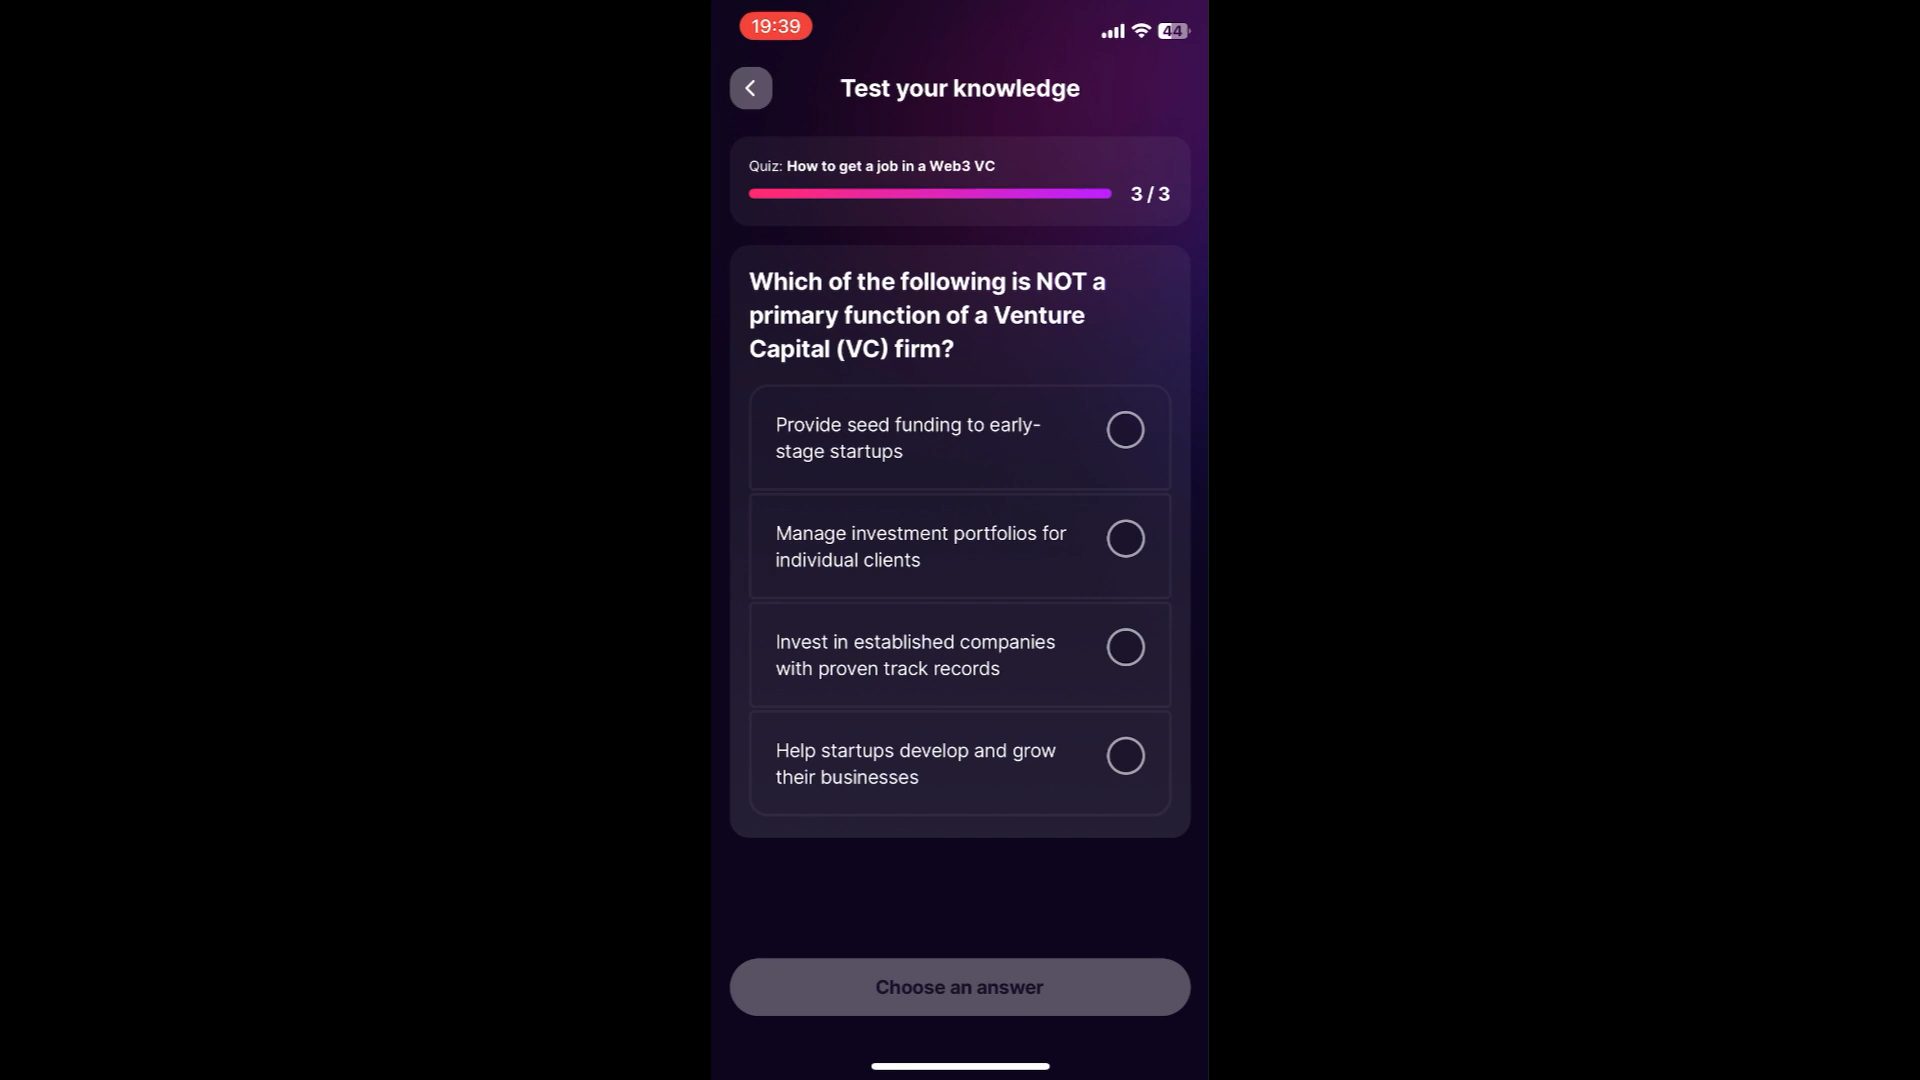 19:39
44
Test your knowledge
Quiz: How to get a job in a Web3 VC
3 / 3
Which of the following is NOT a
primary function of a Venture
Capital (VC) firm?
Provide seed funding to early-
stage startups
Manage investment portfolios for
individual clients
Invest in established companies
with proven track records
Help startups develop and grow
their businesses
Choose an answer